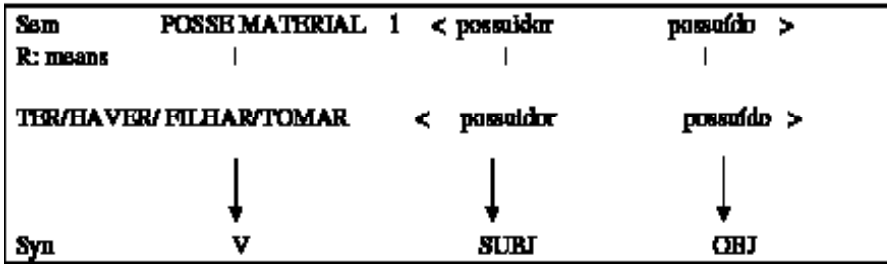 Sem POSSE MATERIAL 1 < possuidor possuído >
R: means
TER/HAVER/ FILHAR/TOMAR < possuidor possuído >
Syn V SUBJ OBJ